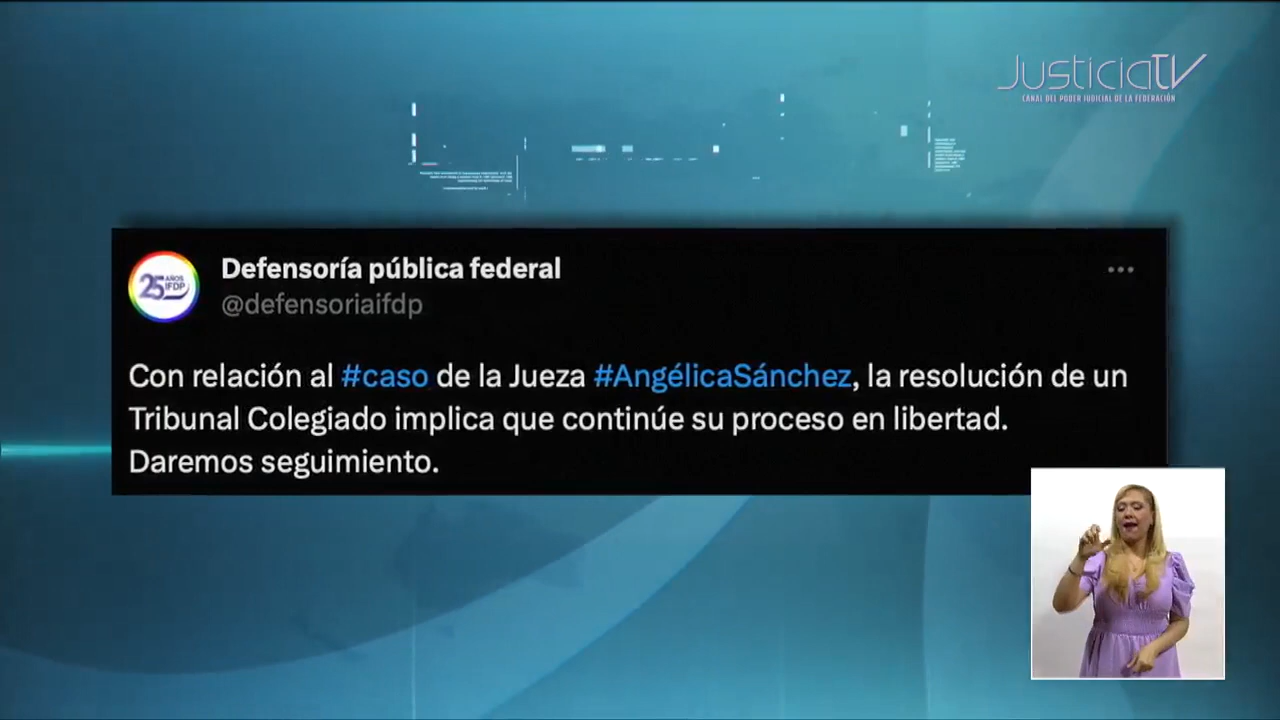 JusticiaTV
CANAL DEL PODER JUDICIAL DE LA FEDERACIÓN
25 AÑOS
IFDP
Defensoría pública federal
@defensoriaifdp
Con relación al #caso de la Jueza #AngélicaSánchez, la resolución de un
Tribunal Colegiado implica que continúe su proceso en libertad.
Daremos seguimiento.